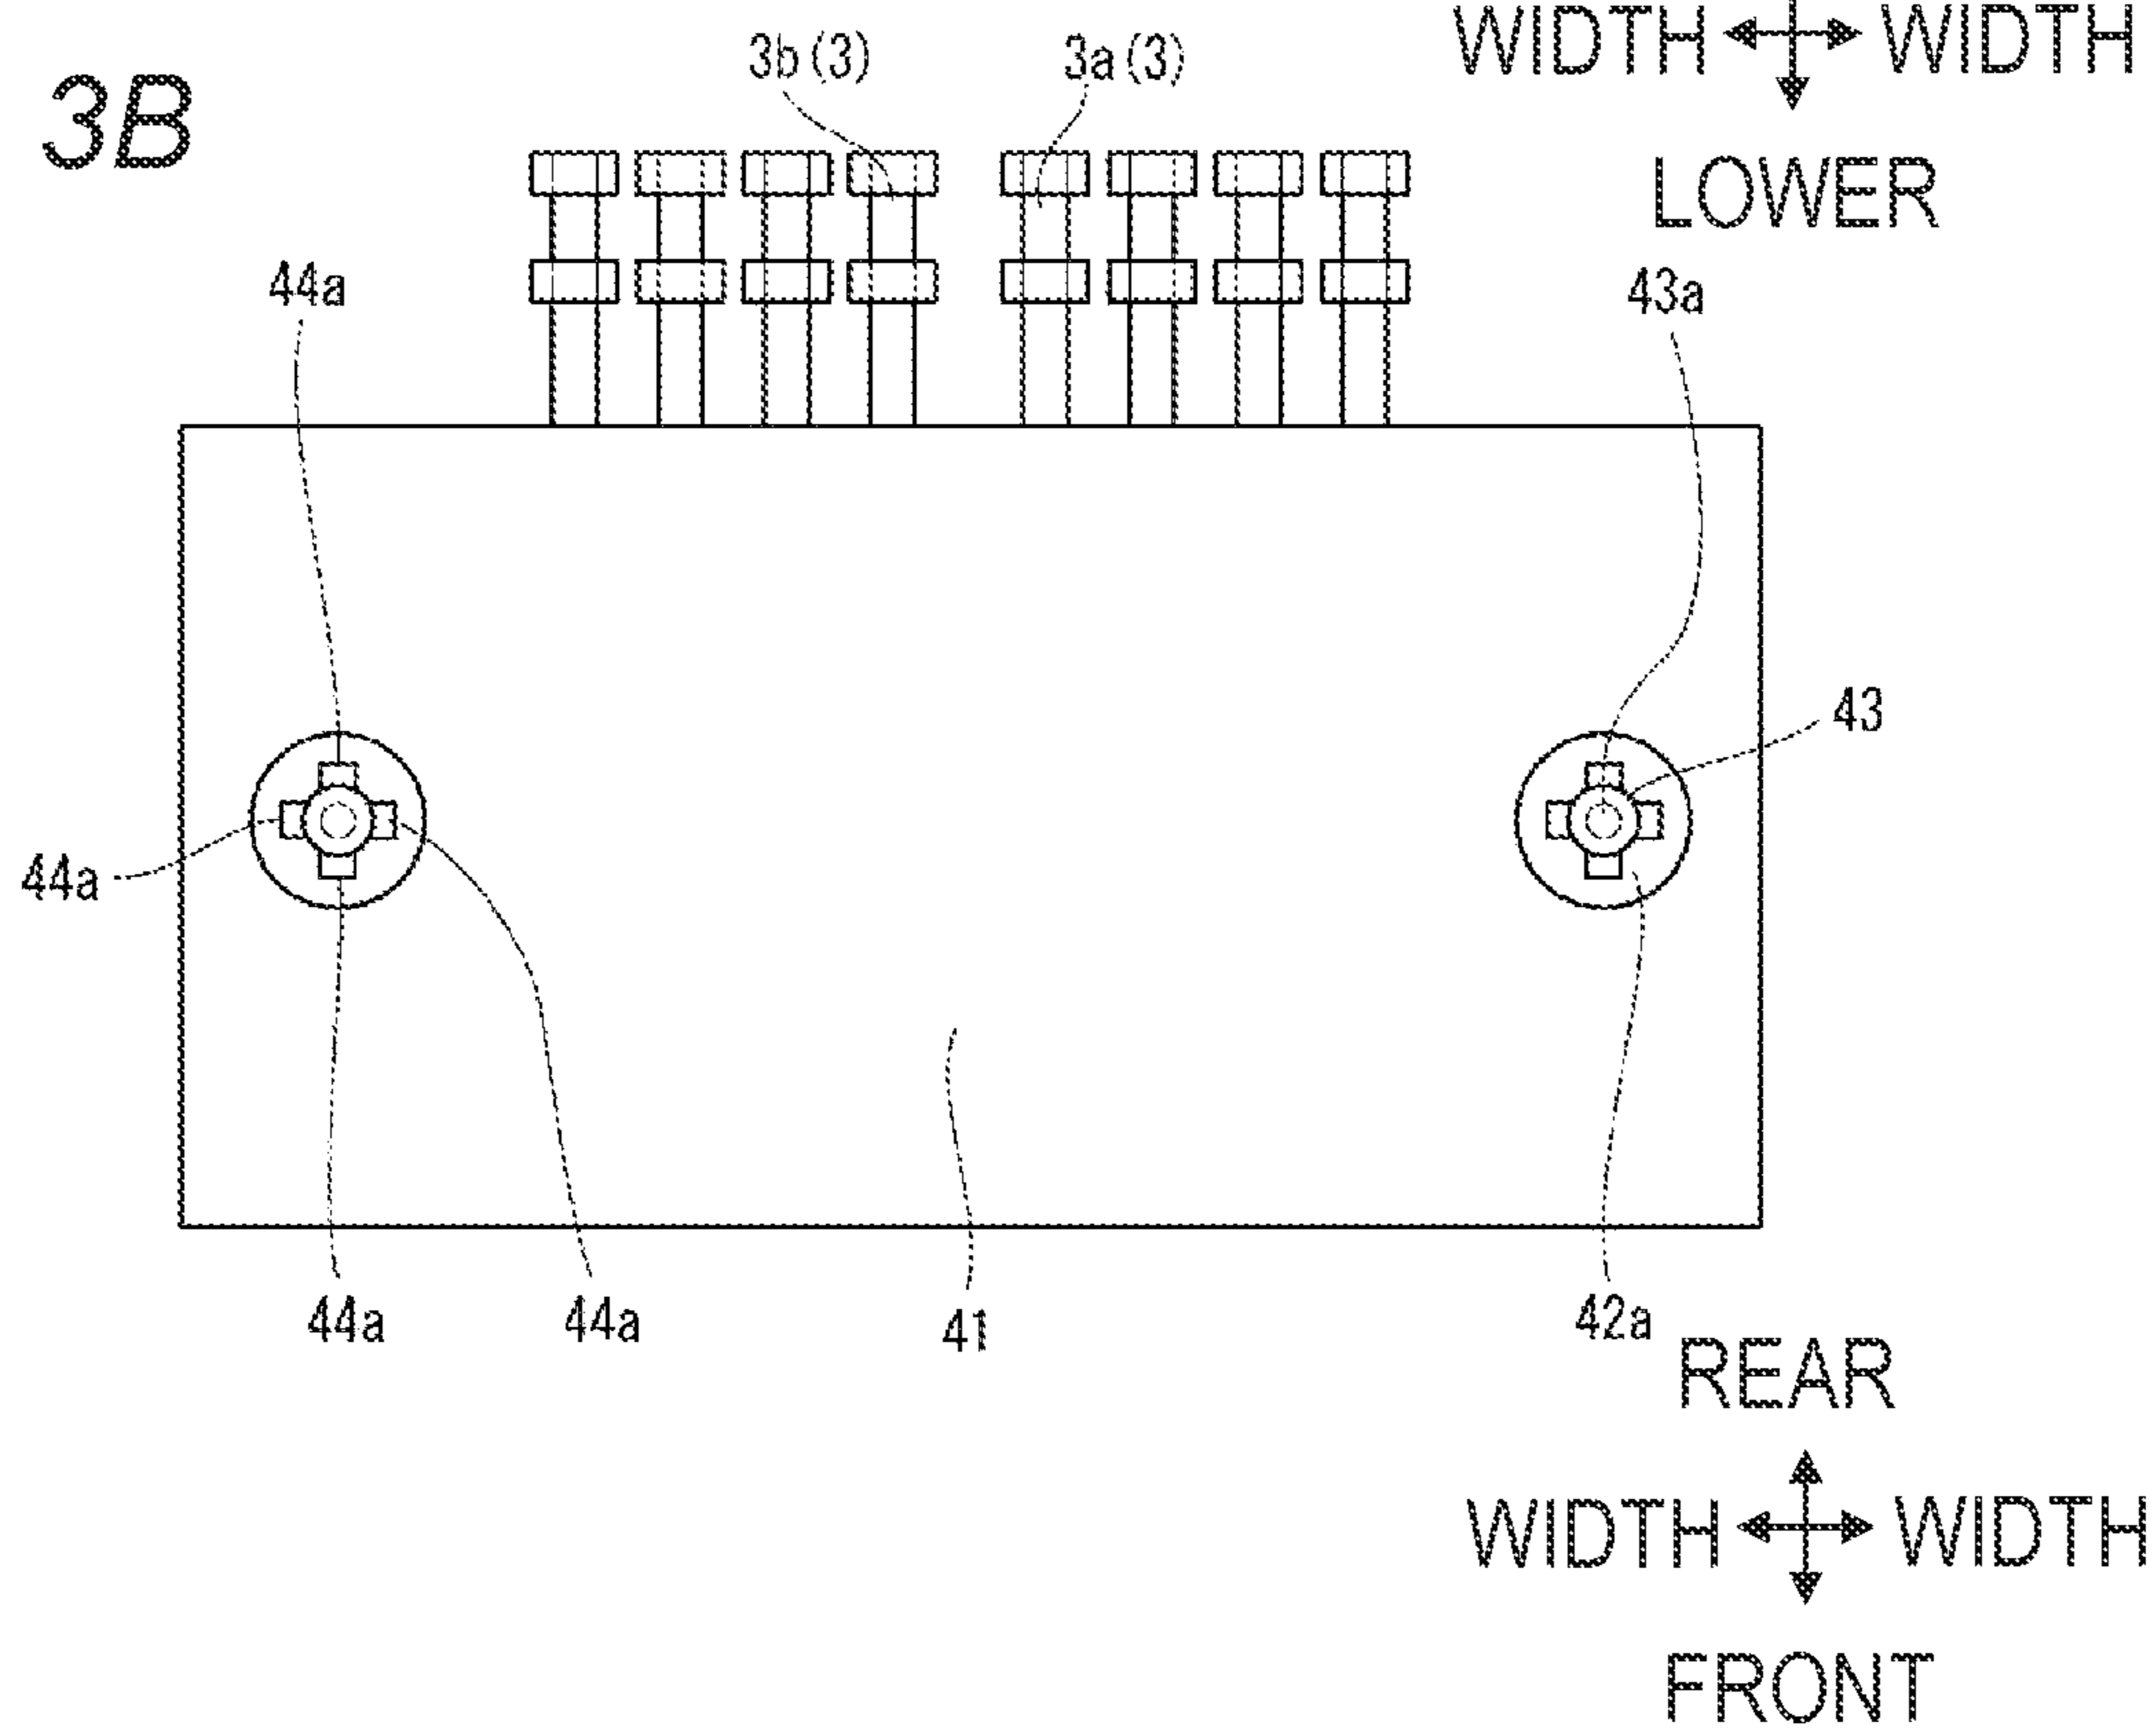 WIDTH WIDTH
3b(3) 3a(3)
3B
LOWER
44a 43a
43
44a
44a 44a 41 42a
REAR
WIDTH WIDTH
FRONT